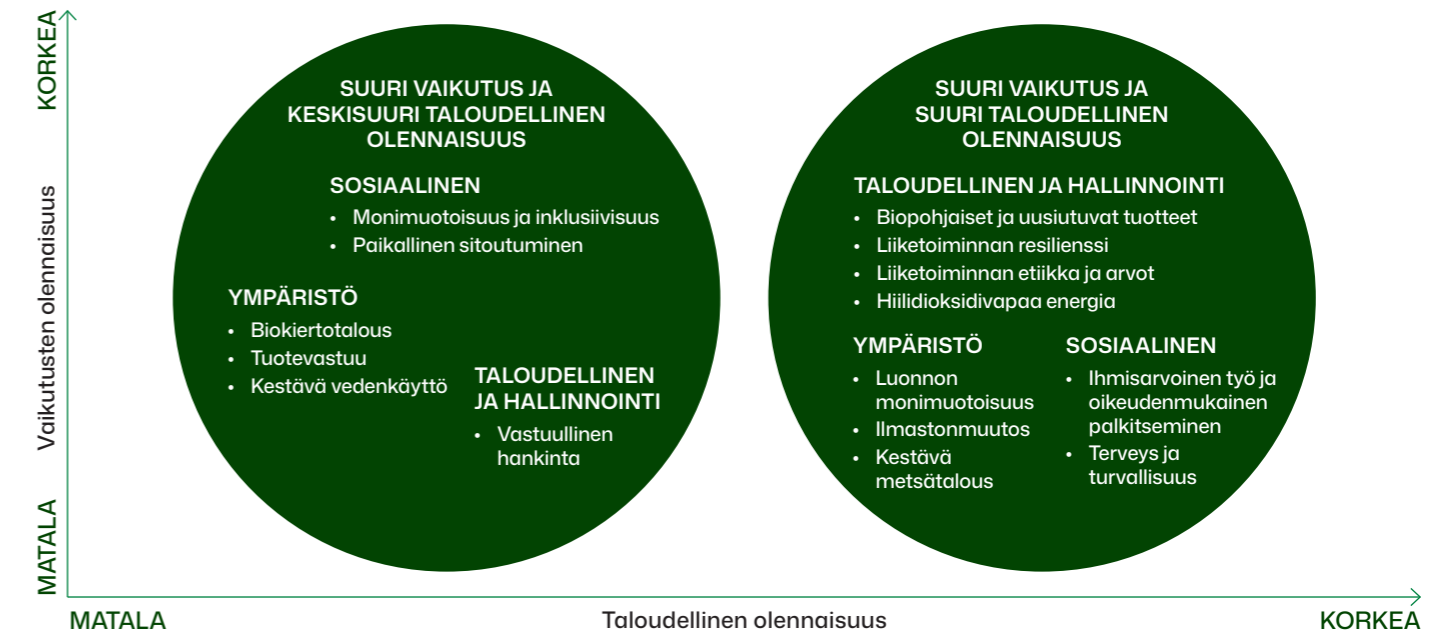 KORKEA
Vaikutusten olennaisuus
MATALA
SUURI VAIKUTUS JA
KESKISUURI TALOUDELLINEN
OLENNAISUUS
SOSIAALINEN
• Monimuotoisuus ja inklusiivisuus
• Paikallinen sitoutuminen
YMPÄRISTÖ
• Biokiertotalous
• Tuotevastuu
• Kestävä vedenkäyttö
TALOUDELLINEN
JA HALLINNOINTI
• Vastuullinen
hankinta
SUURI VAIKUTUS JA
SUURI TALOUDELLINEN
OLENNAISUUS
TALOUDELLINEN JA HALLINNOINTI
• Biopohjaiset ja uusiutuvat tuotteet
• Liiketoiminnan resilienssi
• Liiketoiminnan etiikka ja arvot
• Hiilidioksidivapaa energia
YMPÄRISTÖ
• Luonnon
monimuotoisuus
• Ilmastonmuutos
• Kestävä
metsätalous
SOSIAALINEN
• Ihmisarvoinen työ ja
oikeudenmukainen
palkitseminen
• Terveys ja
turvallisuus
MATALA
Taloudellinen olennaisuus
KORKEA